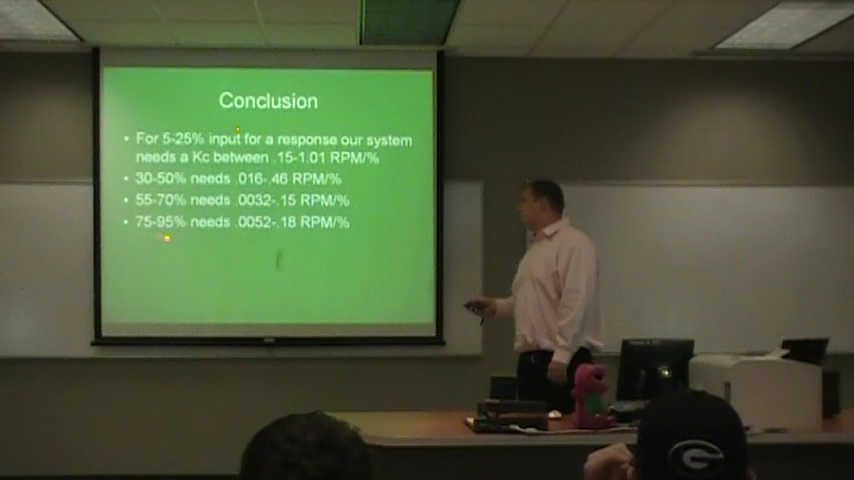 Conclusion
• For 5-25% input for a response our system
needs a Kc between .15-1.01 RPM/%
• 30-50% needs .016-.46 RPM/%
• 55-70% needs .0032-.15 RPM/%
• 75-95% needs .0052-.18 RPM/%
G